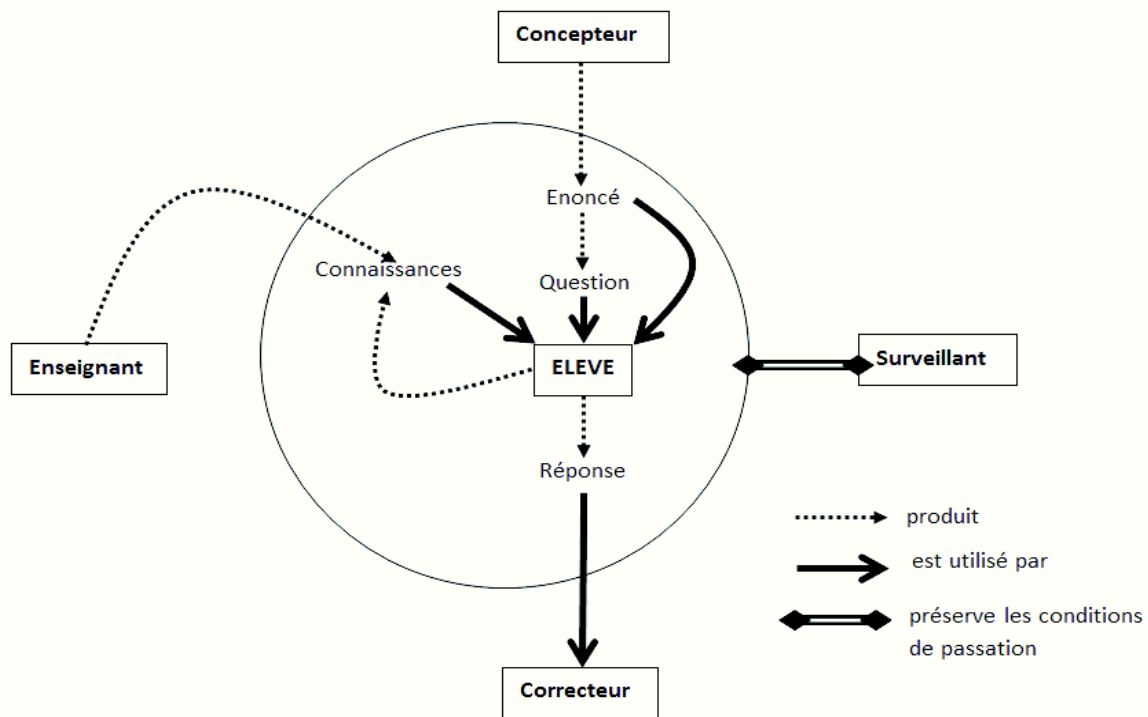 Concepteur
Enoncé
Connaissances
Question
Enseignant
ELEVE
Surveillant
Réponse
produit
est utilisé par
préserve les conditions
de passation
Correcteur